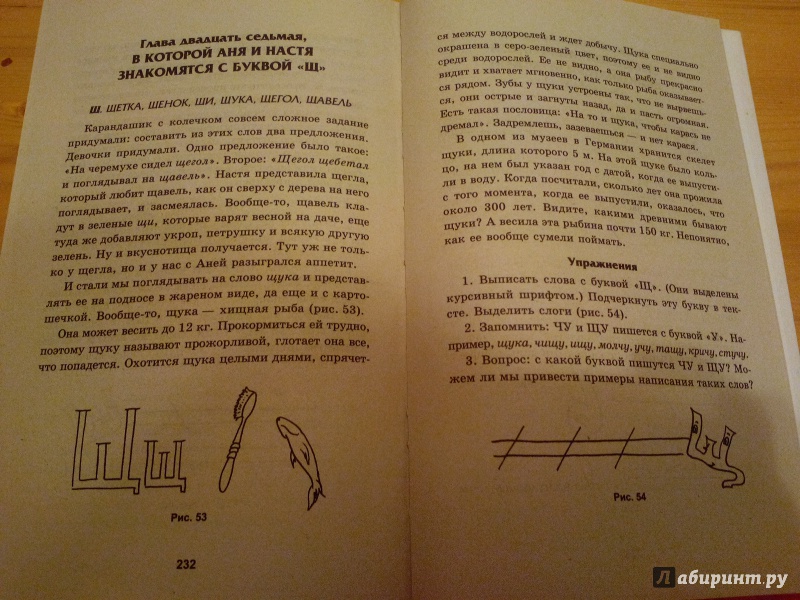 Глава двадцать седьмая,
В КОТОРОЙ АНЯ И НАСТЯ
ЗНАКОМЯТСЯ С БУКВОЙ «Щ»
Щ. ЩЕТКА, ЩЕНОК, ЩИ, ЩУКА, ЩЕГОЛ, ЩАВЕЛЬ
Карандашик с колечком совсем сложное задание
придумали: составить из этих слов два предложения.
Девочки придумали. Одно предложение было такое:
«На черемухе сидел щегол». Второе: «Щегол щебетал
и поглядывал на щавель». Настя представила щегла,
который любит щавель, как он сверху с дерева на него
поглядывает, и засмеялась. Вообще-то, щавель кла-
дут в зеленые щи, которые варят весной на даче, еще
туда же добавляют укроп, петрушку и всякую другую
зелень. Ну и вкуснотища получается. Тут уж не толь-
ко у щегла, но и у нас с Аней разыгрался аппетит.
И стали мы поглядывать на слово щука и представ-
лять ее на подносе в жареном виде, да еще и с карто-
шечкой. Вообще-то, щука — хищная рыба (рис. 53).
Она может весить до 12 кг. Прокормиться ей трудно,
поэтому щуку называют прожорливой, глотает она все,
что попадется. Охотится щука целыми днями, спрячет-
Щщ
Рис. 53
232
ся между водорослей и ждет добычу. Щука специально
окрашена в серо-зеленый цвет, поэтому ее и не видно
среди водорослей. Ее не видно, а она рыбу прекрасно
видит и хватает мгновенно, как только рыба оказывает-
ся рядом. Зубы у щуки устроены так, что не вырвешь-
ся, они острые и загнуты назад, да и пасть огромная.
Есть такая пословица: «На то и щука, чтобы карась не
дремал». Задремлешь, зазеваешься — и нет карася.
В одном из музеев в Германии хранится скелет
щуки, длина которого 5 м. На этой щуке было коль-
цо, на нем был указан год с датой, когда ее выпусти-
ли в воду. Когда посчитали, сколько лет она прожила
с того момента, когда ее выпустили, оказалось, что
около 300 лет. Видите, какими древними бывают
щуки? А весила эта рыбина почти 150 кг. Непонятно,
как ее вообще сумели поймать.
Упражнения
1. Выписать слова с буквой «Щ». (Они выделены
курсивным шрифтом.) Подчеркнуть эту букву в тек-
сте. Выделить слоги (рис. 54).
2. Запомнить: ЧУ и ЩУ пишется с буквой «У». На-
пример, щука, чищу, ищу, молчу, учу, тащу, кричу, стучу.
3. Вопрос: с какой буквой пишутся ЧУ и ЩУ? Мо-
жем ли мы привести примеры написания таких слов?
Щ
Рис. 54
Лабиринт.ру